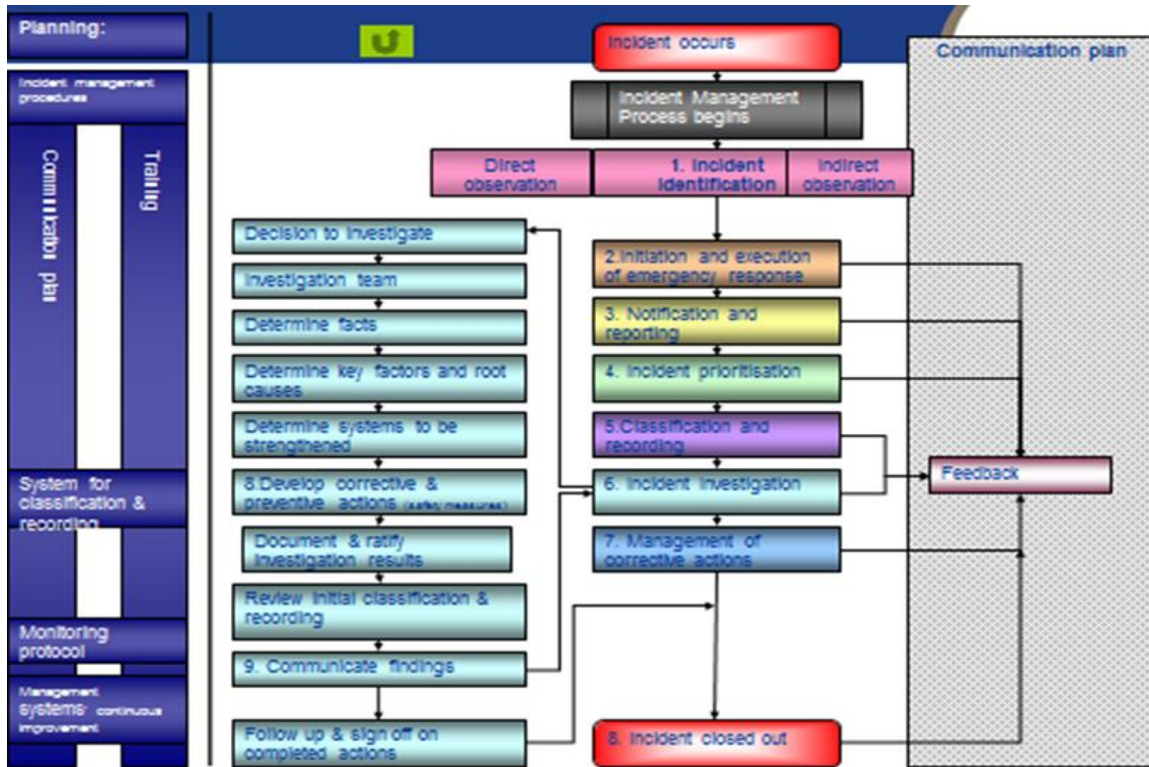 Planning:
Incident management
procedures
Communication plan
Training
System for
classification &
recording
Monitoring
protocol
Management
systems- continuous
improvement
Incident occurs
Incident Management
Process begins
Direct
observation
1. Incident
identification
Indirect
observation
Decision to investigate
Investigation team
Determine facts
Determine key factors and root
causes
Determine systems to be
strengthened
8.Develop corrective &
preventive actions (safety measures)
Document & ratify
investigation results
Review initial classification &
recording
9. Communicate findings
Follow up & sign off on
completed actions
2.Initiation and execution
of emergency response
3. Notification and
reporting
4. Incident prioritisation
5.Classification and
recording
6. Incident investigation
7. Management of
corrective actions
8. Incident closed out
Communication plan
Feedback